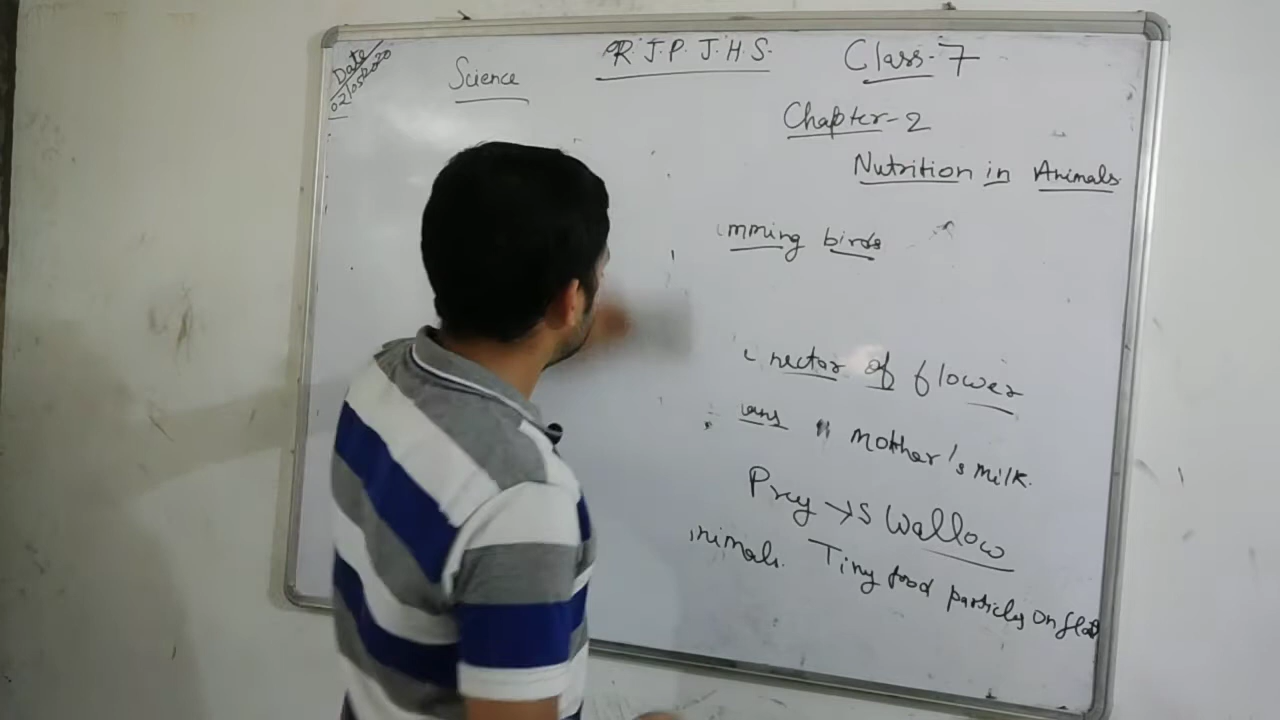 Date
02/05/2020
Science
R.J.P. J.H.S.
Class-7
Chapter-2
Nutrition in Animals
mming birds
nectar of flower
mother's milk.
Prey → Swallow
nimals. Tiny food particles on